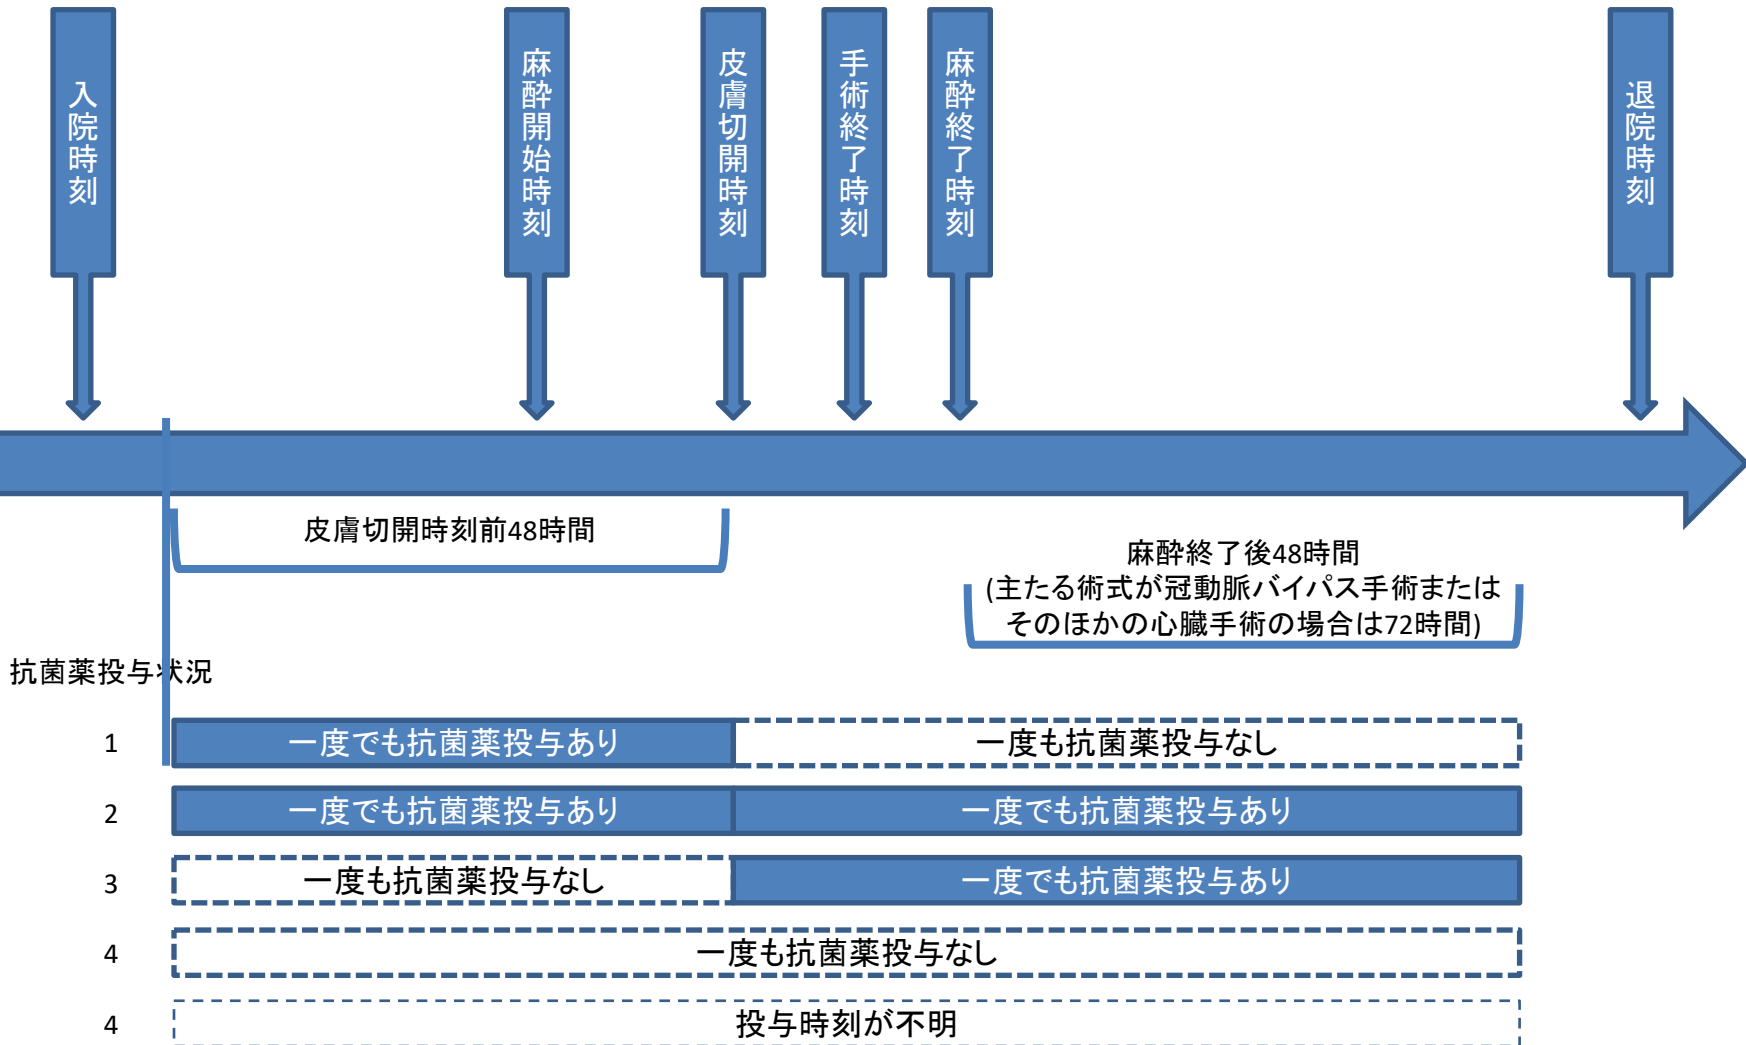 入院時刻
麻酔開始時刻
皮膚切開時刻
手術終了時刻
麻酔終了時刻
退院時刻
皮膚切開時刻前48時間
麻酔終了後48時間
(主たる術式が冠動脈バイパス手術または
そのほかの心臓手術の場合は72時間)
抗菌薬投与状況
1 一度でも抗菌薬投与あり 一度も抗菌薬投与なし
2 一度でも抗菌薬投与あり 一度でも抗菌薬投与あり
3 一度も抗菌薬投与なし 一度でも抗菌薬投与あり
4 一度も抗菌薬投与なし
4 投与時刻が不明